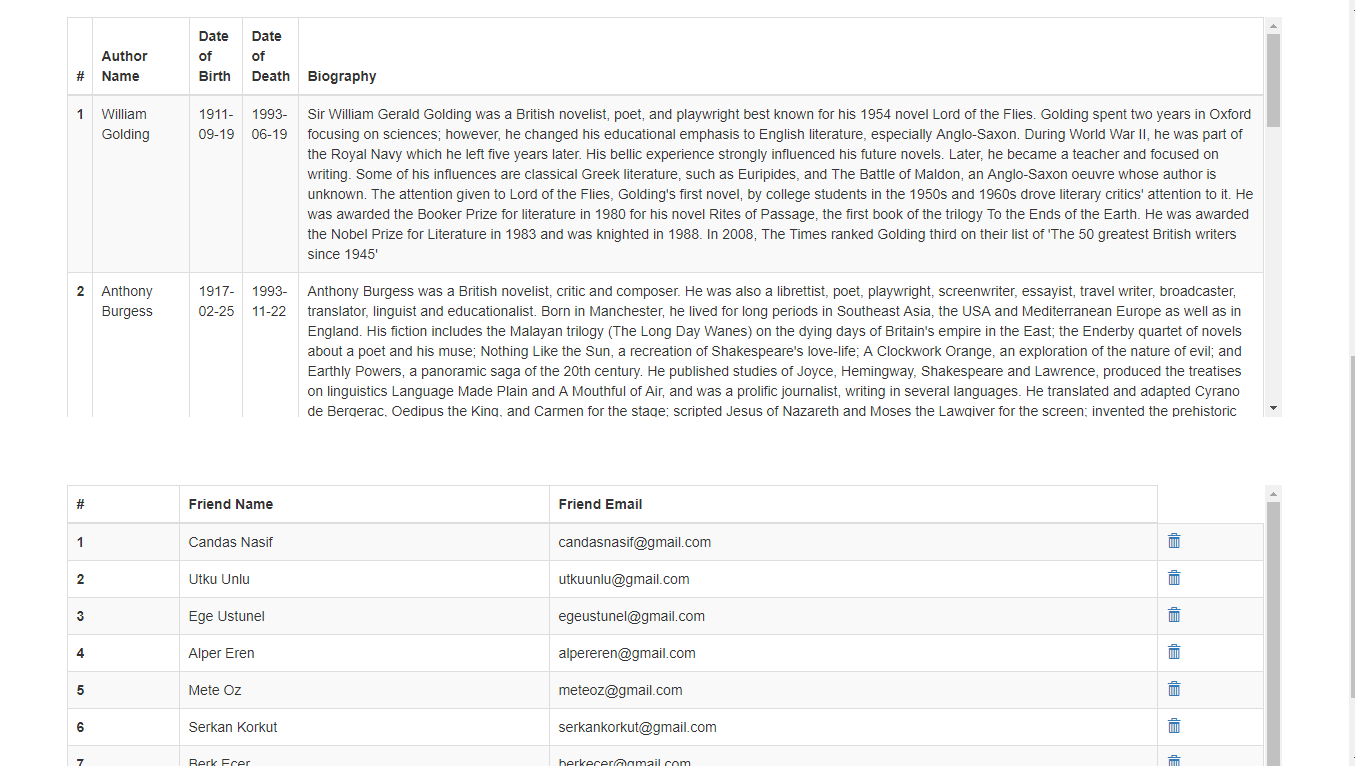 # Author Name Date of Birth Date of Death Biography
1 William Golding 1911-09-19 1993-06-19 Sir William Gerald Golding was a British novelist, poet, and playwright best known for his 1954 novel Lord of the Flies. Golding spent two years in Oxford
focusing on sciences; however, he changed his educational emphasis to English literature, especially Anglo-Saxon. During World War II, he was part of
the Royal Navy which he left five years later. His bellic experience strongly influenced his future novels. Later, he became a teacher and focused on
writing. Some of his influences are classical Greek literature, such as Euripides, and The Battle of Maldon, an Anglo-Saxon oeuvre whose author is
unknown. The attention given to Lord of the Flies, Golding's first novel, by college students in the 1950s and 1960s drove literary critics' attention to it. He
was awarded the Booker Prize for literature in 1980 for his novel Rites of Passage, the first book of the trilogy To the Ends of the Earth. He was awarded
the Nobel Prize for Literature in 1983 and was knighted in 1988. In 2008, The Times ranked Golding third on their list of 'The 50 greatest British writers
since 1945'
2 Anthony Burgess 1917-02-25 1993-11-22 Anthony Burgess was a British novelist, critic and composer. He was also a librettist, poet, playwright, screenwriter, essayist, travel writer, broadcaster,
translator, linguist and educationalist. Born in Manchester, he lived for long periods in Southeast Asia, the USA and Mediterranean Europe as well as in
England. His fiction includes the Malayan trilogy (The Long Day Wanes) on the dying days of Britain's empire in the East; the Enderby quartet of novels
about a poet and his muse; Nothing Like the Sun, a recreation of Shakespeare's love-life; A Clockwork Orange, an exploration of the nature of evil; and
Earthly Powers, a panoramic saga of the 20th century. He published studies of Joyce, Hemingway, Shakespeare and Lawrence, produced the treatises
on linguistics Language Made Plain and A Mouthful of Air, and was a prolific journalist, writing in several languages. He translated and adapted Cyrano
de Bergerac, Oedipus the King, and Carmen for the stage; scripted Jesus of Nazareth and Moses the Lawgiver for the screen; invented the prehistoric
# Friend Name Friend Email
1 Candas Nasif candasnasif@gmail.com
2 Utku Unlu utkuunlu@gmail.com
3 Ege Ustunel egeustunel@gmail.com
4 Alper Eren alpereren@gmail.com
5 Mete Oz meteoz@gmail.com
6 Serkan Korkut serkankorkut@gmail.com
7 Berk Ecer berkecer@gmail.com